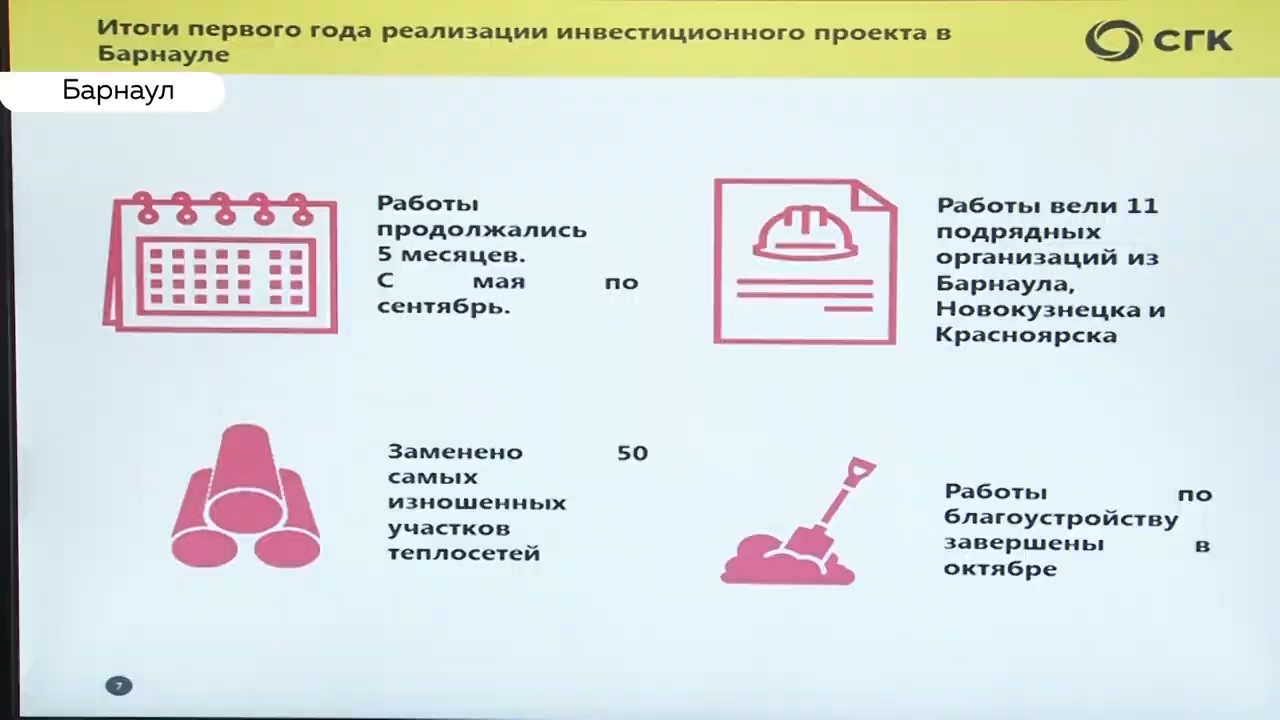 Итоги первого года реализации инвестиционного проекта в
Барнауле
СГК
Барнаул
Работы
продолжались
5 месяцев.
С мая по
сентябрь.
Работы вели 11
подрядных
организаций из
Барнаула,
Новокузнецка и
Красноярска
Заменено 50
самых
изношенных
участков
теплосетей
Работы по
благоустройству
завершены в
октябре
7